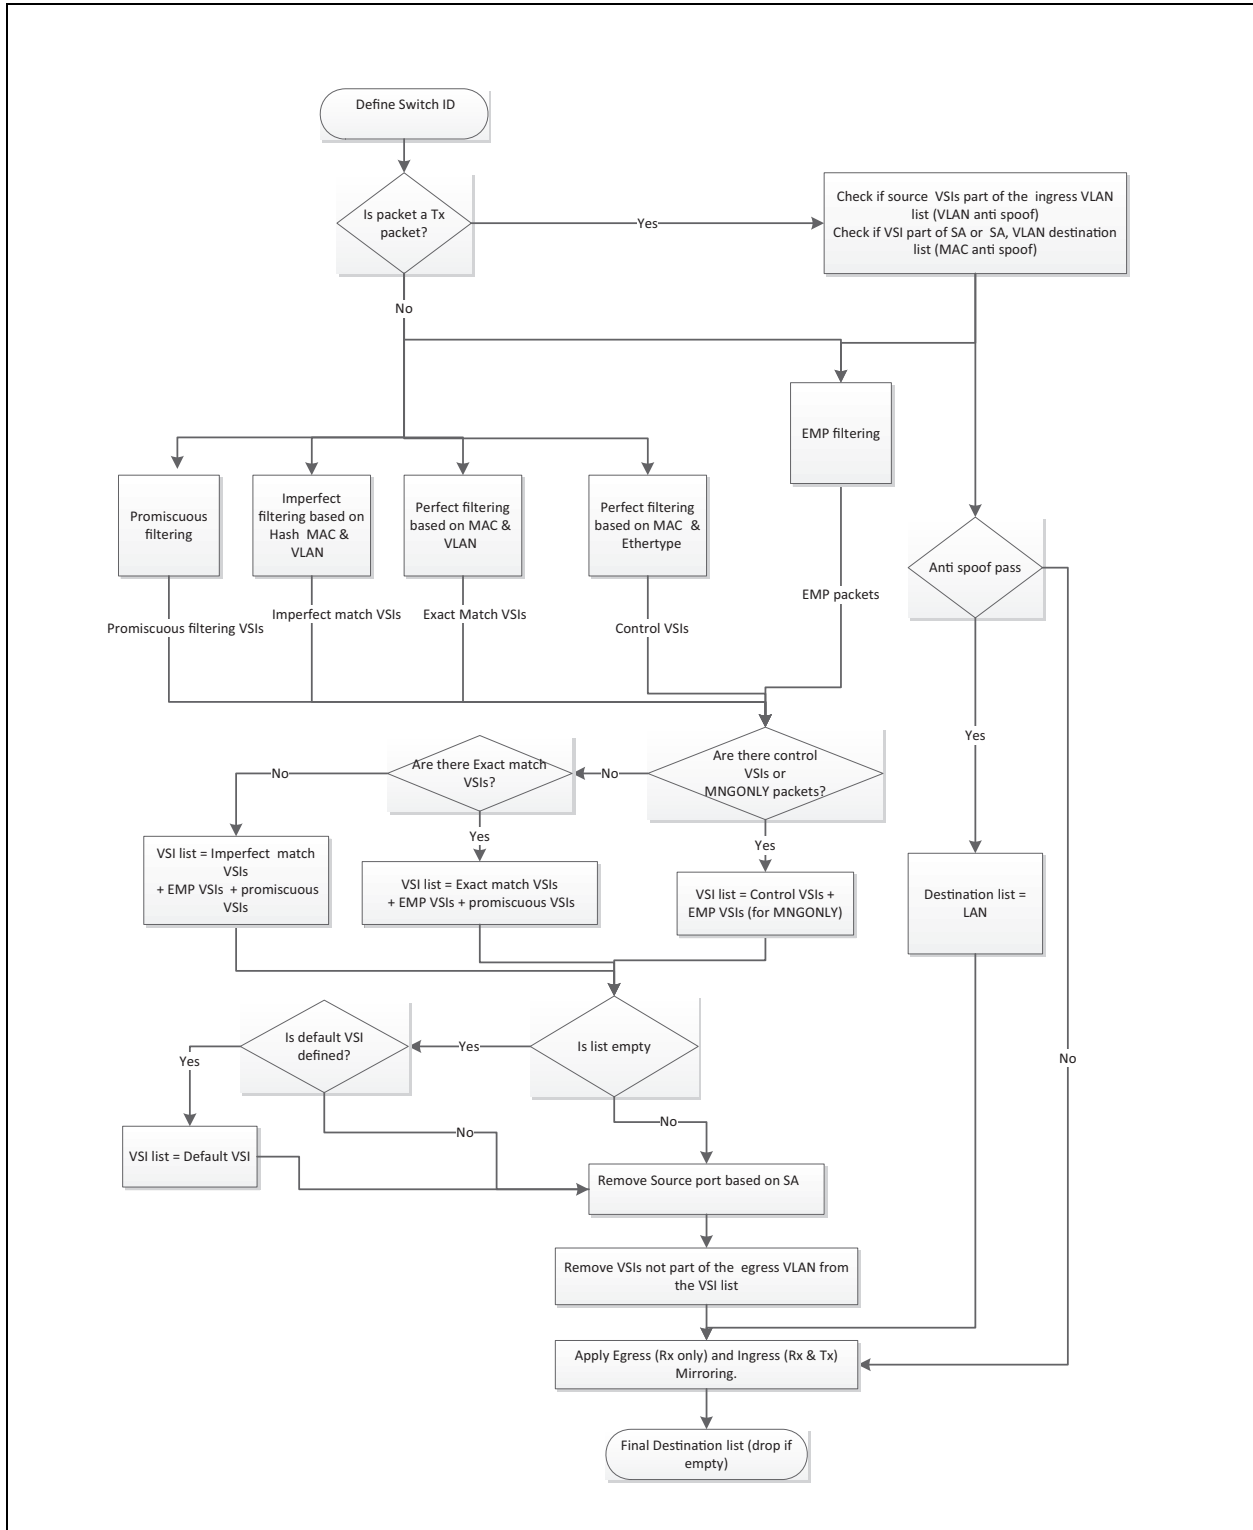 Define Switch ID
Is packet a Tx
packet?
Yes
Check if source  VSIs part of the  ingress VLAN
list (VLAN anti spoof)
Check if VSI part of SA or  SA, VLAN destination
list (MAC anti spoof)
No
EMP filtering
Promiscuous
filtering
Imperfect
filtering based on
Hash  MAC &
VLAN
Perfect filtering
based on MAC &
VLAN
Perfect filtering
based on MAC  &
Ethertype
Anti spoof pass
EMP packets
Promiscuous filtering VSIs
Imperfect match VSIs
Exact Match VSIs
Control VSIs
Yes
Are there Exact match
VSIs?
Are there control
VSIs or
MNGONLY packets?
No
No
Yes
Yes
VSI list = Imperfect  match
VSIs
+ EMP VSIs  + promiscuous
VSIs
VSI list = Exact match VSIs
+ EMP VSIs + promiscuous VSIs
VSI list = Control VSIs +
EMP VSIs (for MNGONLY)
Destination list =
LAN
Is default VSI
defined?
Yes
Is list empty
Yes
No
No
No
VSI list = Default VSI
Remove Source port based on SA
Remove VSIs not part of the  egress VLAN from
the VSI list
Apply Egress (Rx only) and Ingress (Rx & Tx)
Mirroring.
Final Destination list (drop if
empty)